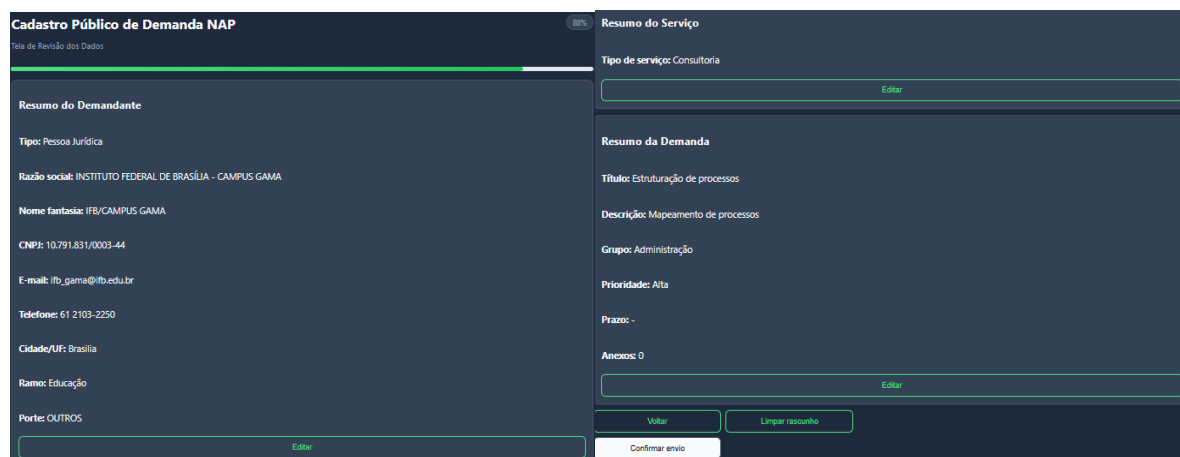 Cadastro Público de Demanda NAP
88%
Tela de Revisão dos Dados
Resumo do Demandante
Tipo: Pessoa Jurídica
Razão social: INSTITUTO FEDERAL DE BRASÍLIA - CAMPUS GAMA
Nome fantasia: IFB/CAMPUS GAMA
CNPJ: 10.791.831/0003-44
E-mail: ifb_gama@ifb.edu.br
Telefone: 61 2103-2250
Cidade/UF: Brasilia
Ramo: Educação
Porte: OUTROS
Editar
Resumo do Serviço
Tipo de serviço: Consultoria
Editar
Resumo da Demanda
Título: Estruturação de processos
Descrição: Mapeamento de processos
Grupo: Administração
Prioridade: Alta
Prazo: -
Anexos: 0
Editar
Voltar
Limpar rascunho
Confirmar envio